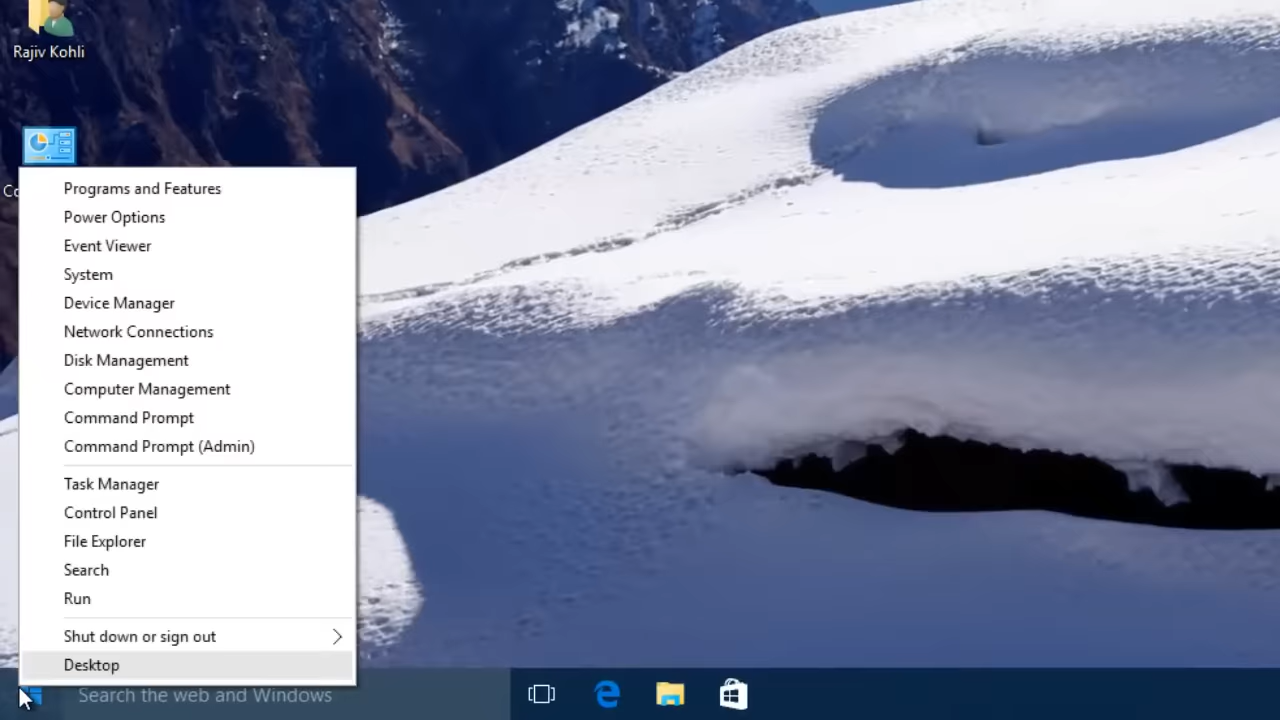 Rajiv Kohli
Programs and Features
Power Options
Event Viewer
System
Device Manager
Network Connections
Disk Management
Computer Management
Command Prompt
Command Prompt (Admin)
Task Manager
Control Panel
File Explorer
Search
Run
Shut down or sign out
Desktop
Search the web and Windows